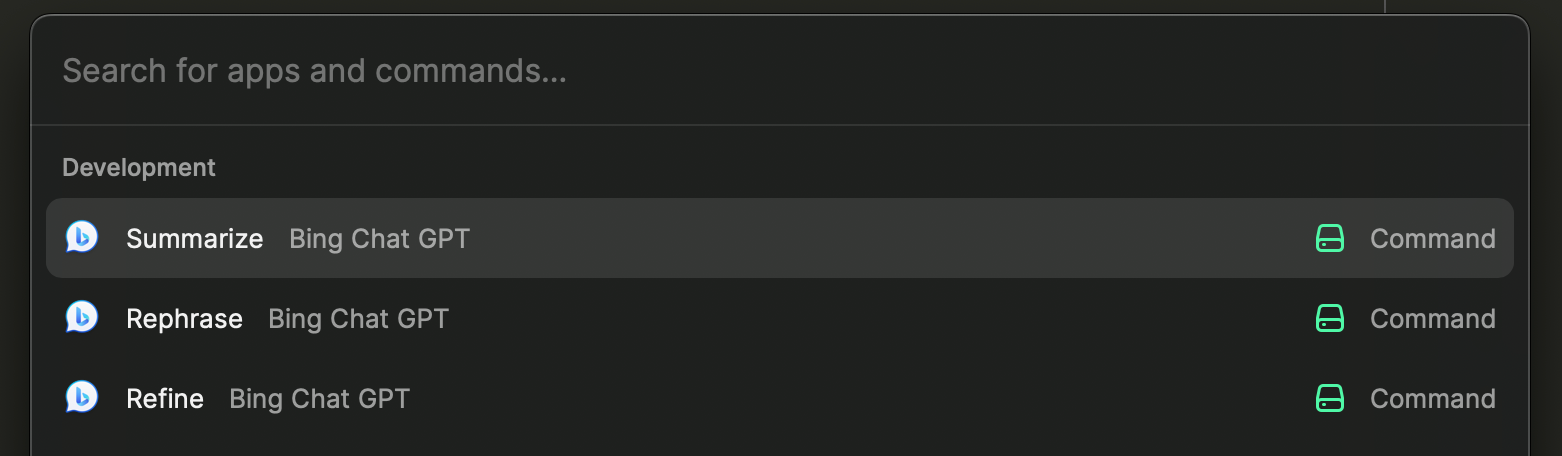 Search for apps and commands...
Development
Summarize Bing Chat GPT Command
Rephrase Bing Chat GPT Command
Refine Bing Chat GPT Command